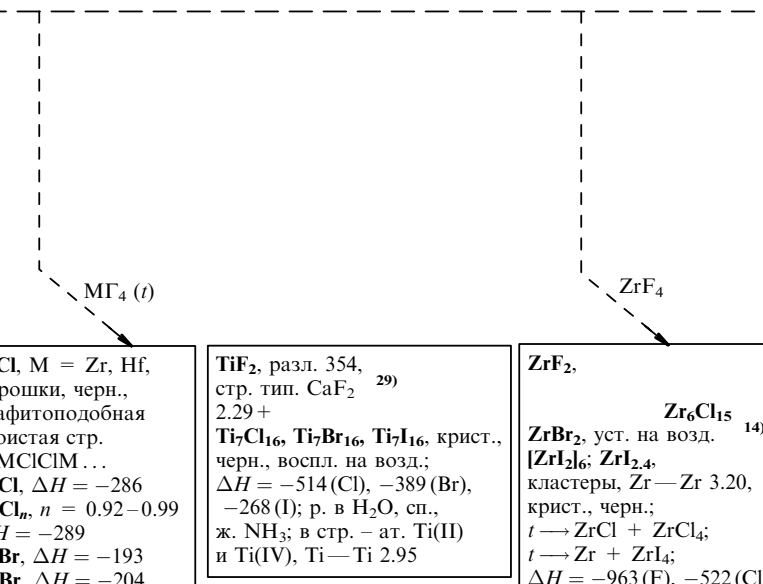 МГ₄ (t)
ZrF₄
Cl, M = Zr, Hf,
рошки, черн.,
афитоподобная
оистая стр.
MClClM ...
Cl, ΔH = −286
Clₙ, n = 0.92–0.99
H = −289
Br, ΔH = −193
Br, ΔH = −204
TiF₂, разл. 354,
стр. тип. CaF₂ 29)
2.29 +
Ti₇Cl₁₆, Ti₇Br₁₆, Ti₇I₁₆, крист.,
черн., воспл. на возд.;
ΔH = −514 (Cl), −389 (Br),
−268 (I); р. в H₂O, сп.,
ж. NH₃; в стр. – ат. Ti(II)
и Ti(IV), Ti—Ti 2.95
ZrF₂,
Zr₆Cl₁₅
ZrBr₂, уст. на возд. 14)
[ZrI₂]₆; ZrI₂.₄,
кластеры, Zr—Zr 3.20,
крист., черн.;
t → ZrCl + ZrCl₄;
t → Zr + ZrI₄;
ΔH = −963 (F), −522 (Cl